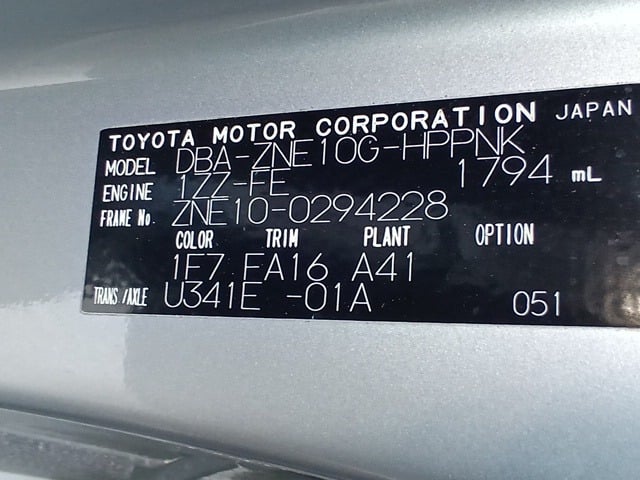 TOYOTA MOTOR CORPORATION JAPAN
MODEL DBA-ZNE10G-HPPNK
ENGINE 1ZZ-FE 1794 mL
FRAME No. ZNE10-0294228
COLOR TRIM PLANT OPTION
1F7 FA16 A41
TRANS/AXLE U341E -01A 051